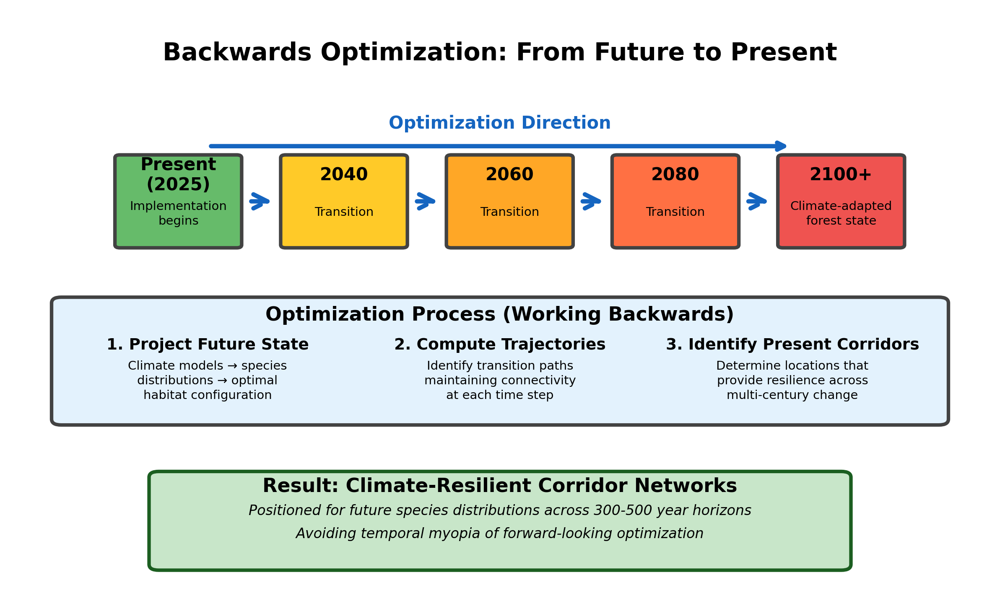 Backwards Optimization: From Future to Present
Optimization Direction
Present
(2025)
Implementation
begins
2040
Transition
2060
Transition
2080
Transition
2100+
Climate-adapted
forest state
Optimization Process (Working Backwards)
1. Project Future State
Climate models → species
distributions → optimal
habitat configuration
2. Compute Trajectories
Identify transition paths
maintaining connectivity
at each time step
3. Identify Present Corridors
Determine locations that
provide resilience across
multi-century change
Result: Climate-Resilient Corridor Networks
Positioned for future species distributions across 300-500 year horizons
Avoiding temporal myopia of forward-looking optimization